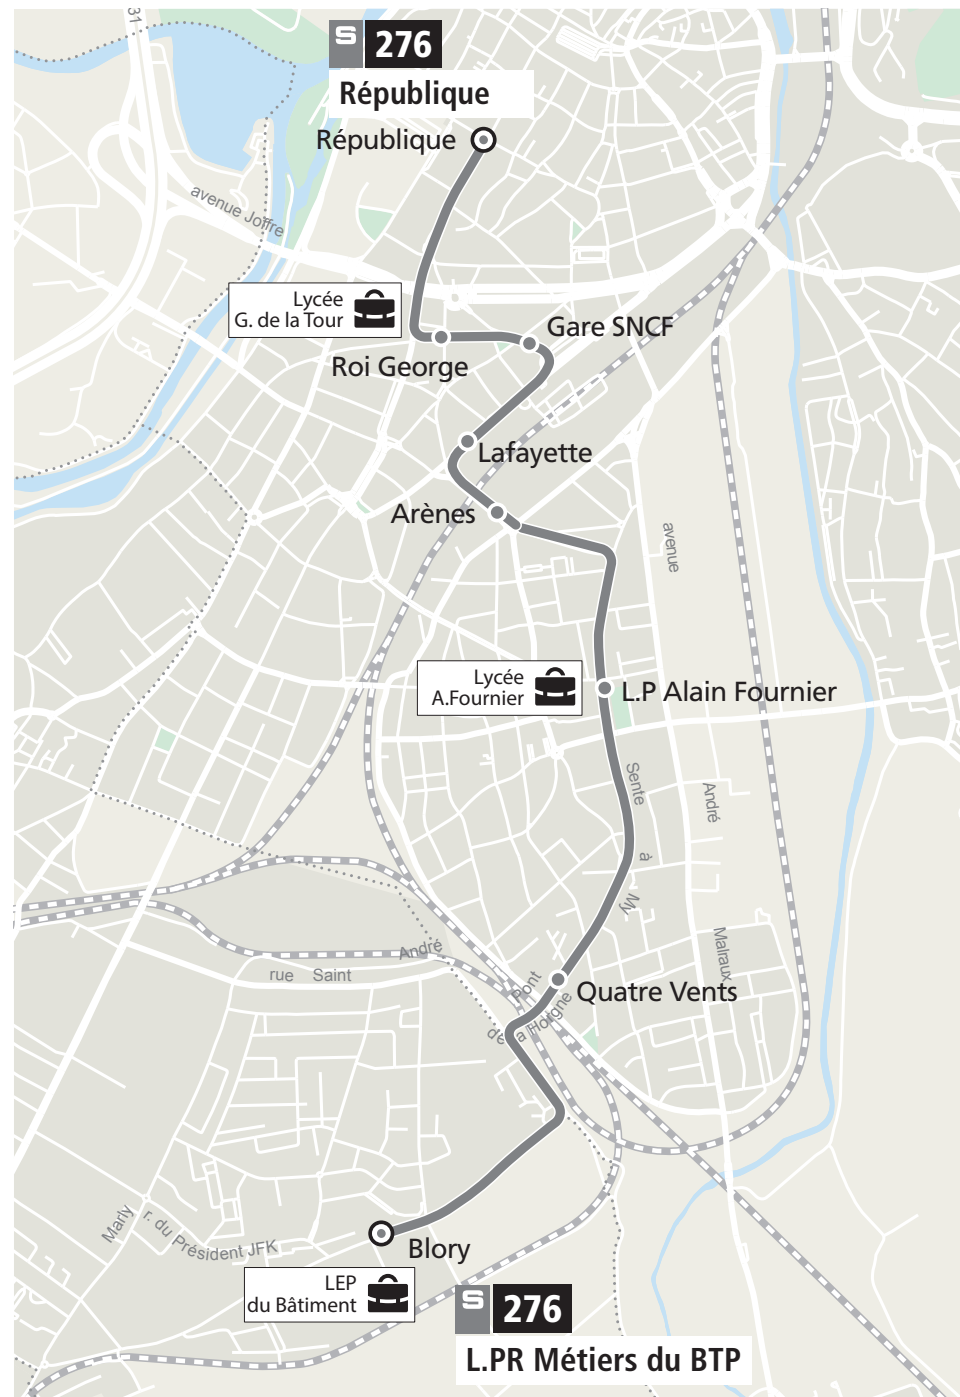 31
S 276
République
République
avenue Joffre
Lycée
G. de la Tour
Gare SNCF
Roi George
Lafayette
Arènes
avenue
Lycée
A.Fournier
L.P Alain Fournier
Sente
André
à
My
Malraux
André
rue Saint
Pont
Quatre Vents
de la Horgne
Marly
r. du Président JFK
Blory
LEP
du Bâtiment
S 276
L.PR Métiers du BTP